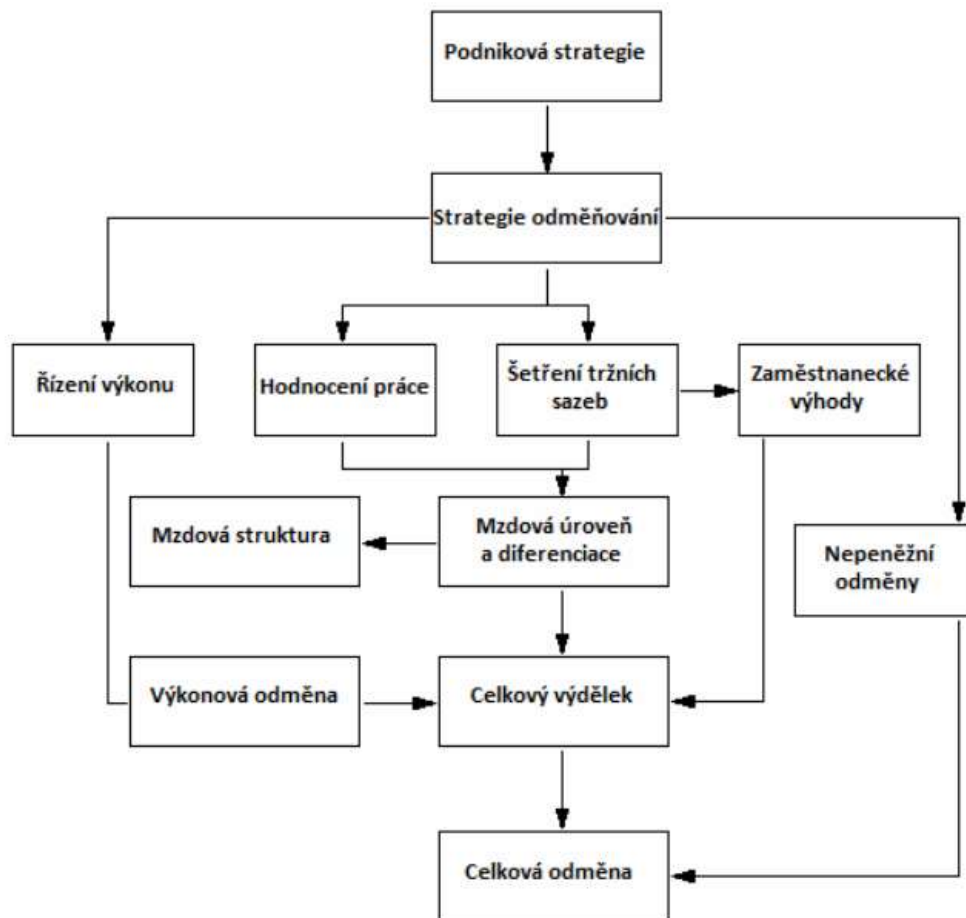 Podniková strategie
Strategie odměňování
Řízení výkonu
Hodnocení práce
Šetření tržních
sazeb
Zaměstnanecké
výhody
Mzdová struktura
Mzdová úroveň
a diferenciace
Nepeněžní
odměny
Výkonová odměna
Celkový výdělek
Celková odměna